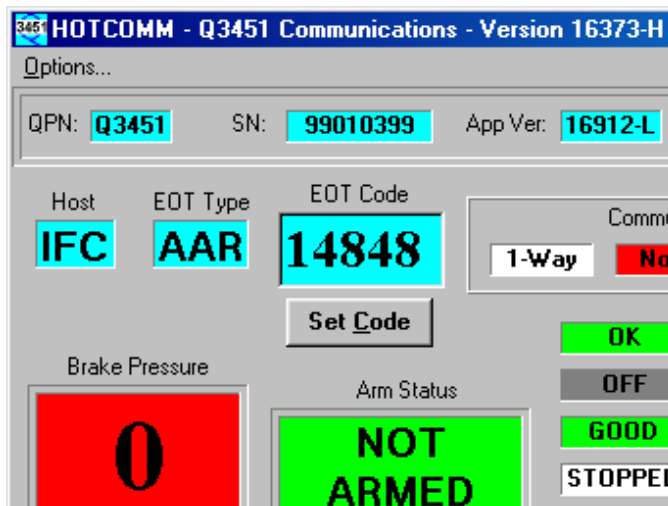 3451 HOTCOMM - Q3451 Communications - Version 16373-H
Options...
QPN: Q3451 SN: 99010399 App Ver: 16912-L
Host EOT Type EOT Code
IFC AAR 14848
1-Way
Set Code
OK
Brake Pressure
Arm Status
OFF
0
NOT
ARMED
GOOD